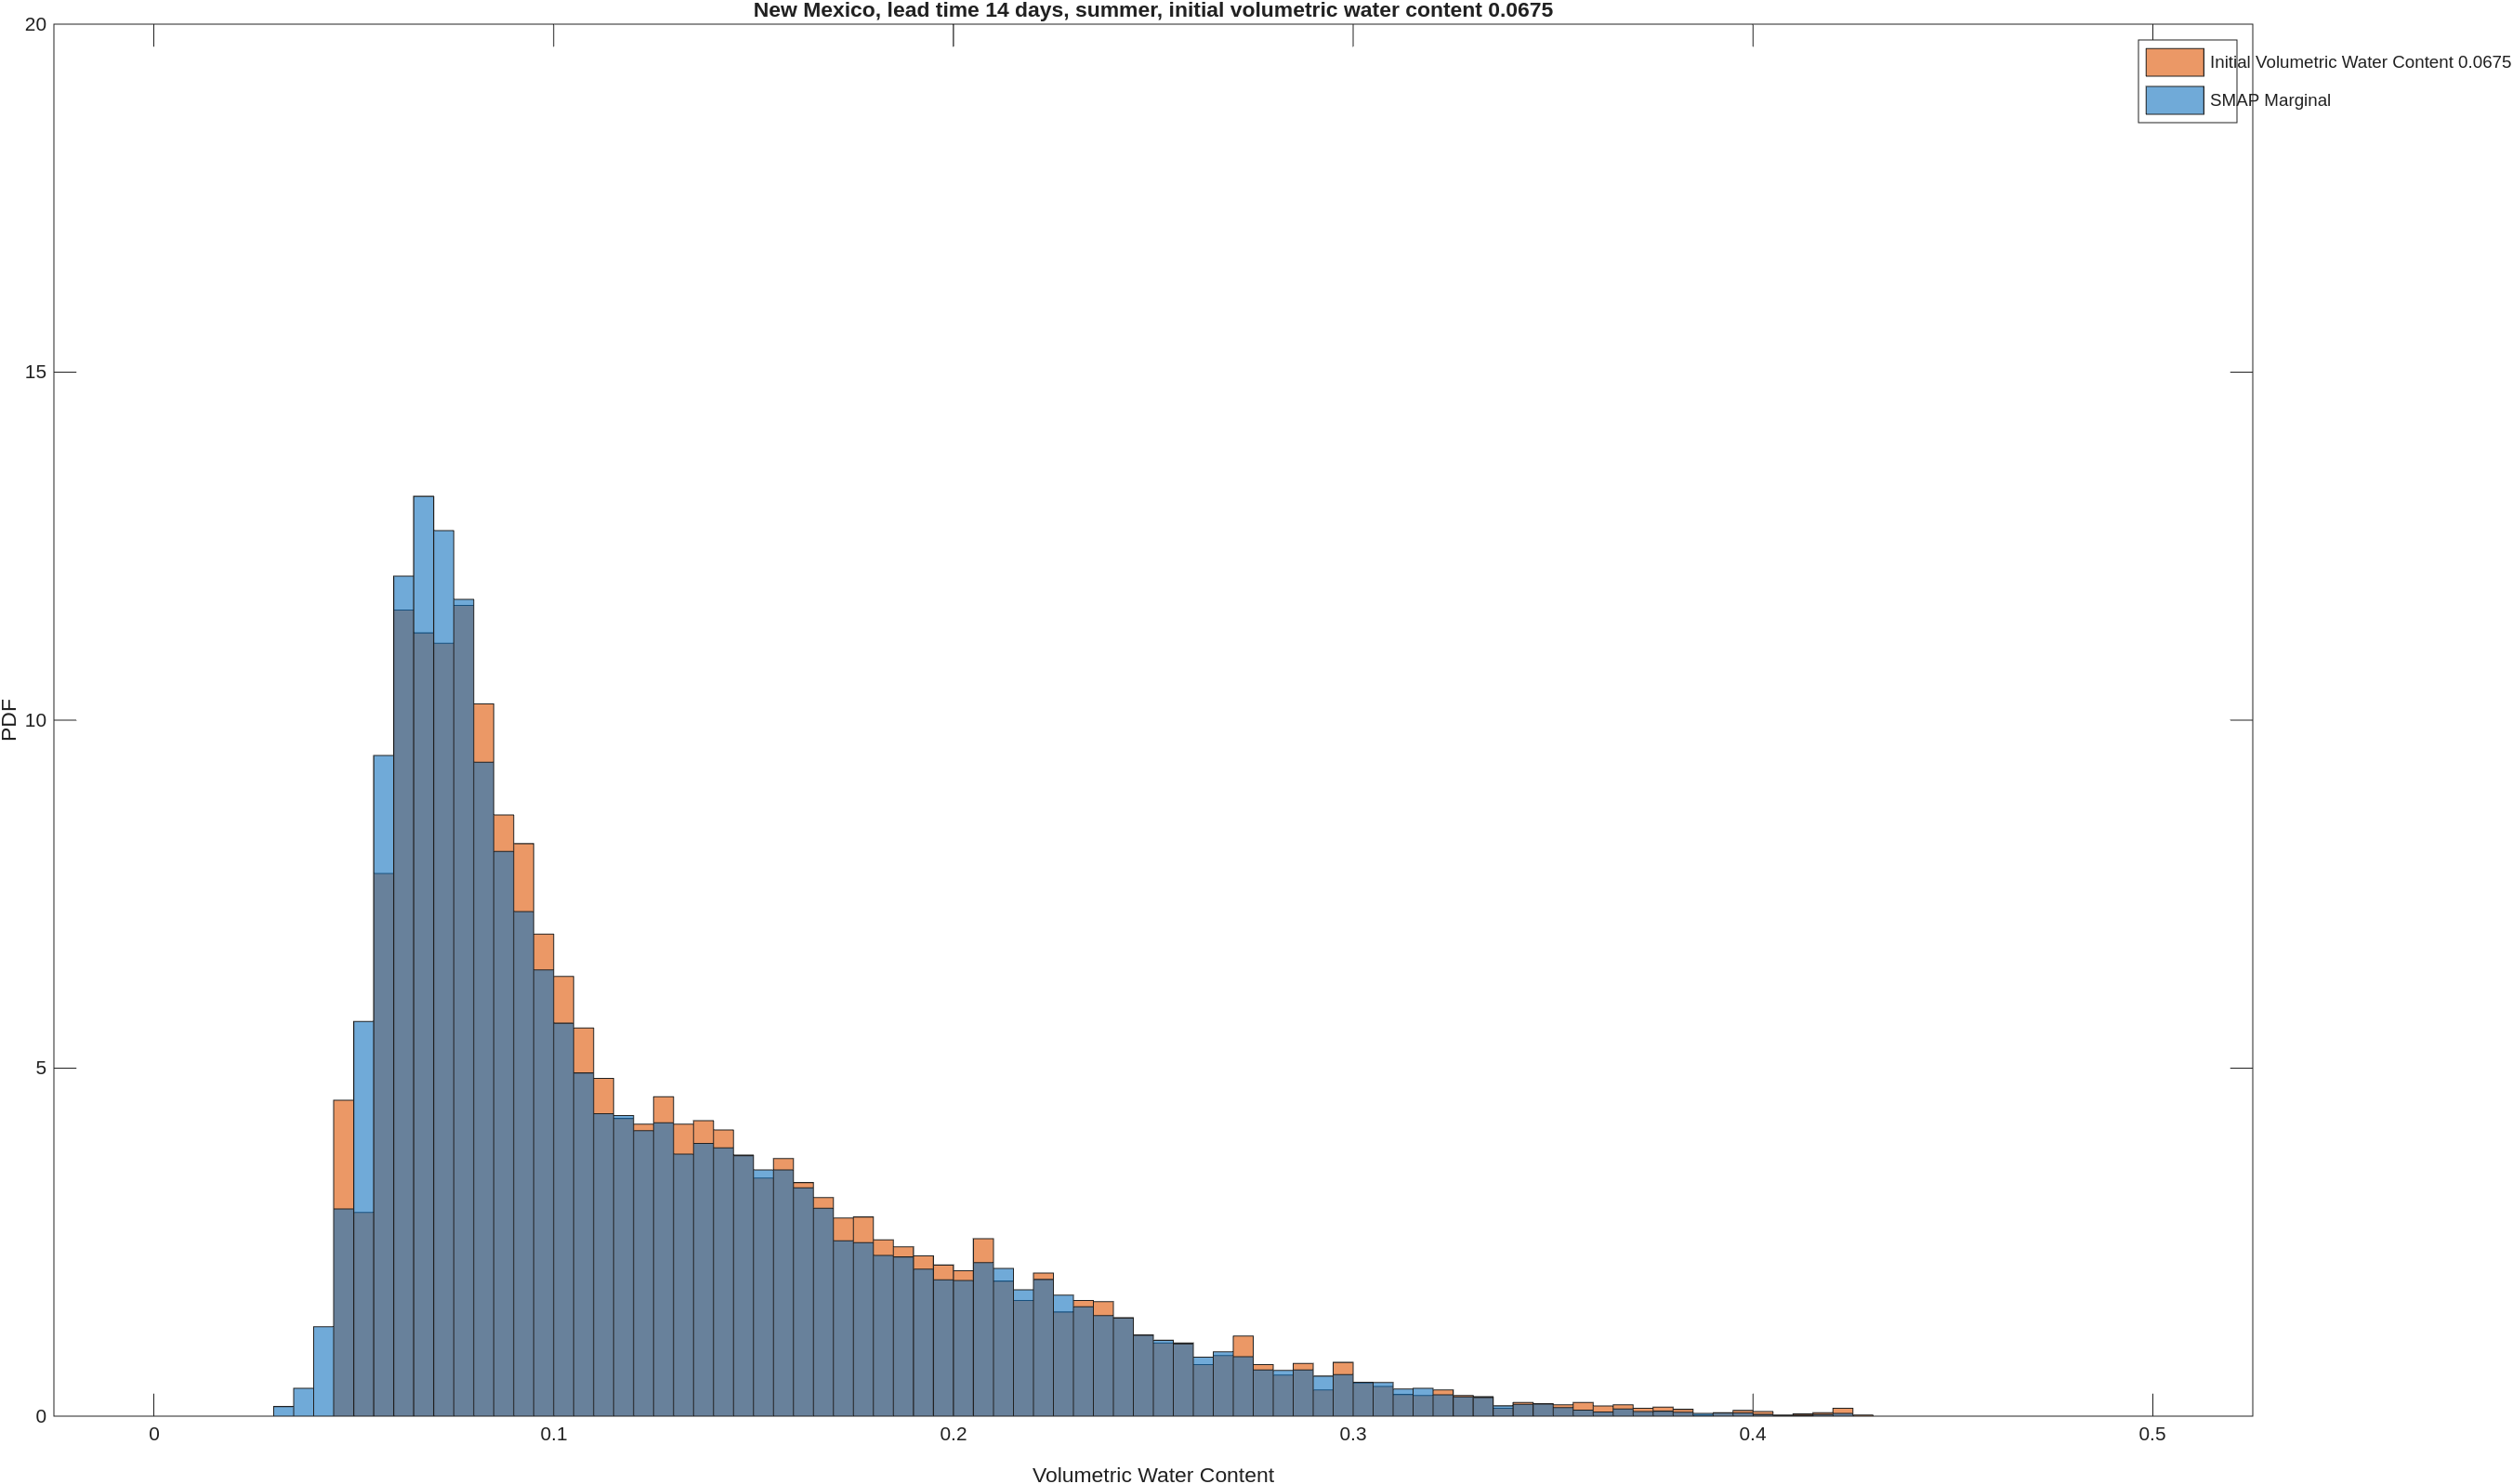 New Mexico, lead time 14 days, summer, initial volumetric water content 0.0675
20
15
10
5
0
PDF
Initial Volumetric Water Content 0.0675
SMAP Marginal
0 0.1 0.2 0.3 0.4 0.5
Volumetric Water Content